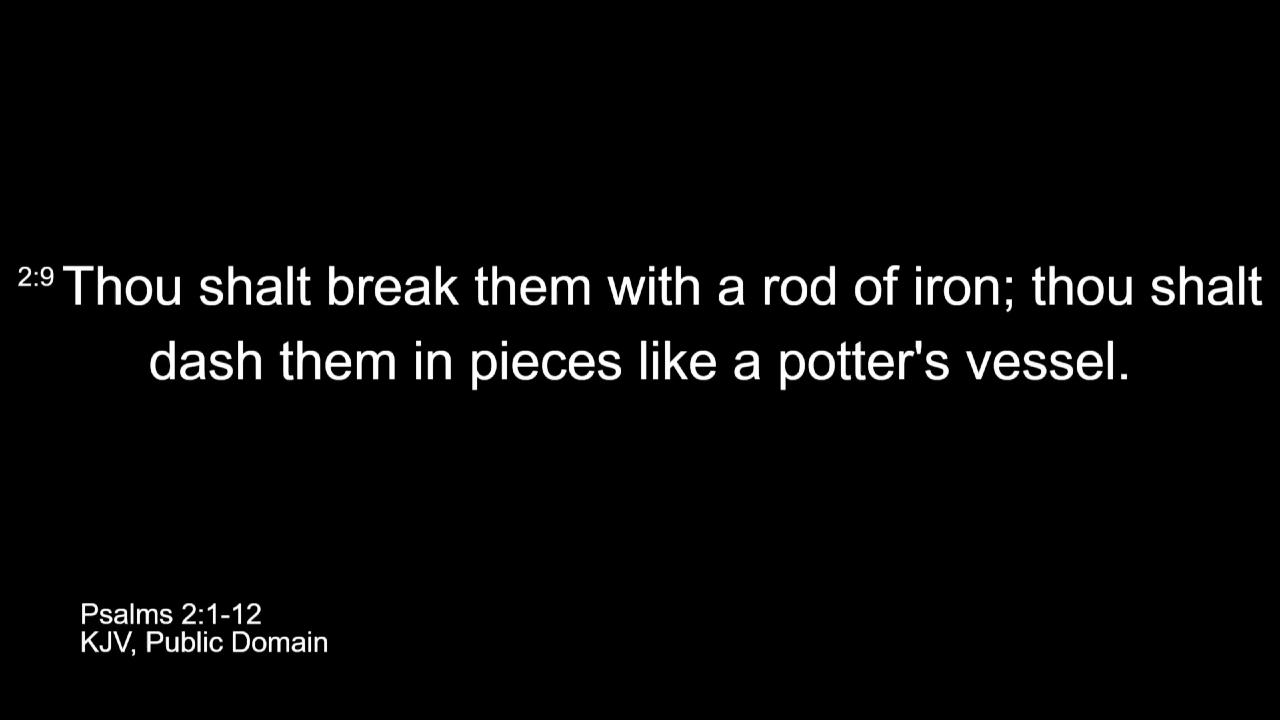 2:9 Thou shalt break them with a rod of iron; thou shalt
dash them in pieces like a potter's vessel.
Psalms 2:1-12
KJV, Public Domain